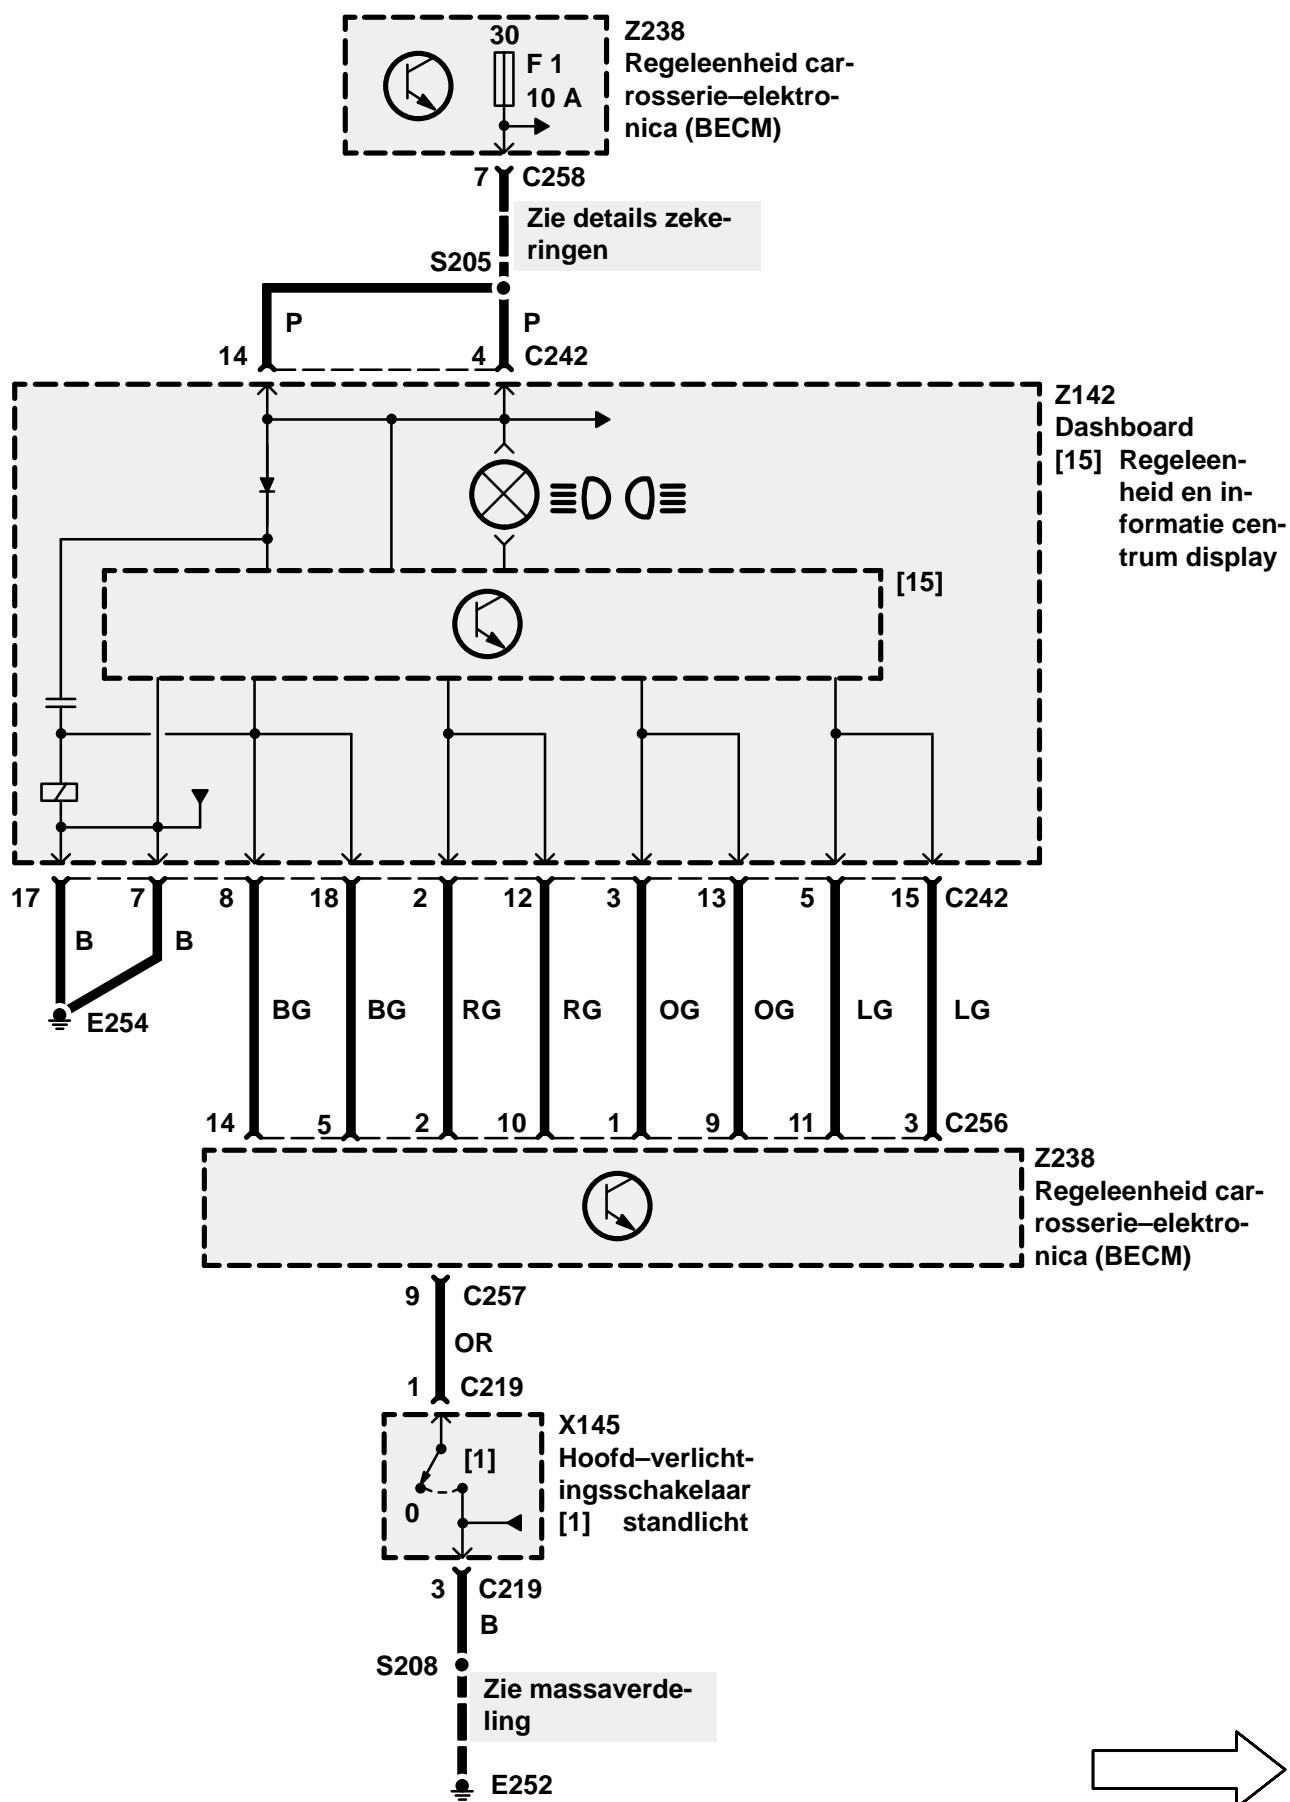 30
F 1
10 A
Z238
Regeleenheid car-
rosserie–elektro-
nica (BECM)
7 C258
Zie details zeke-
ringen
S205
P P
14 4 C242
Z142
Dashboard
[15] Regeleen-
heid en in-
formatie cen-
trum display
[15]
17 7 8 18 2 12 3 13 5 15 C242
B B
E254
BG BG RG RG OG OG LG LG
14 5 2 10 1 9 11 3 C256
Z238
Regeleenheid car-
rosserie–elektro-
nica (BECM)
9 C257
OR
1 C219
X145
Hoofd–verlicht-
ingsschakelaar
[1] standlicht
[1]
0
3 C219
B
S208
Zie massaverde-
ling
E252